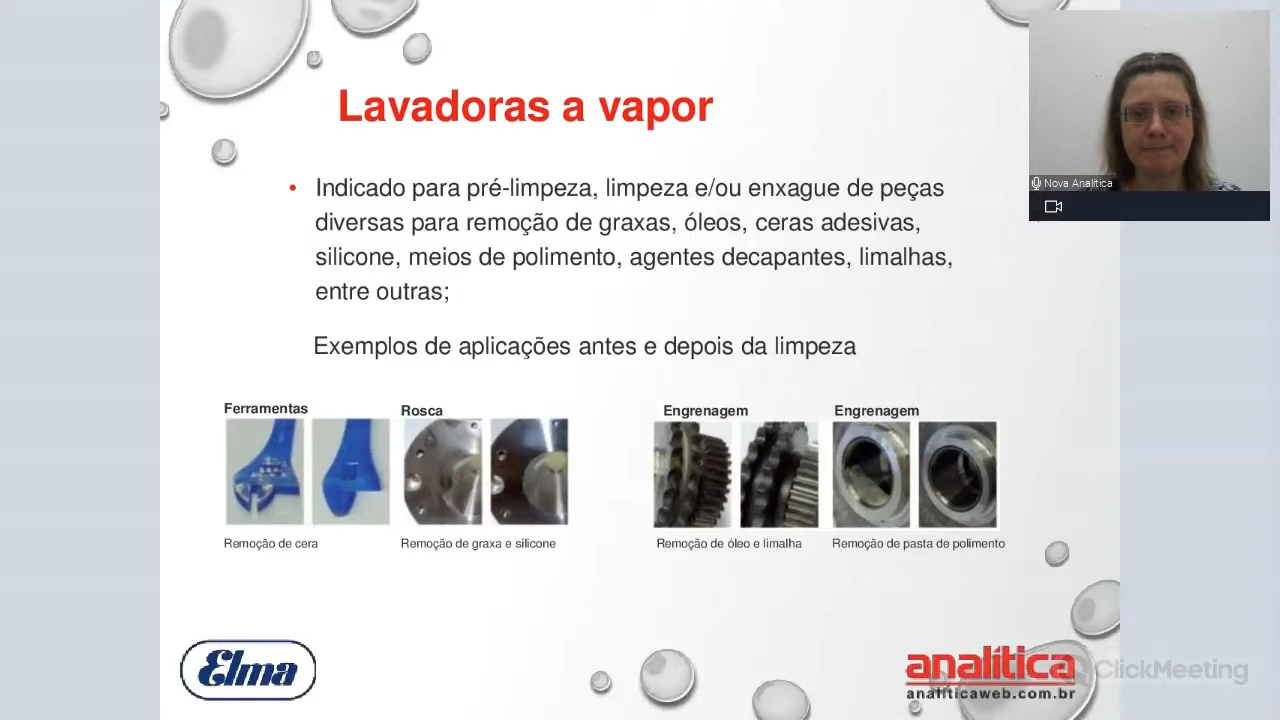 Lavadoras a vapor
• Indicado para pré-limpeza, limpeza e/ou enxague de peças
diversas para remoção de graxas, óleos, ceras adesivas,
silicone, meios de polimento, agentes decapantes, limalhas,
entre outras;
Exemplos de aplicações antes e depois da limpeza
Ferramentas
Rosca
Engrenagem
Engrenagem
Remoção de cera
Remoção de graxa e silicone
Remoção de óleo e limalha
Remoção de pasta de polimento
Nova Analitica
Elma
analítica
analiticaweb.com.br
ClickMeeting